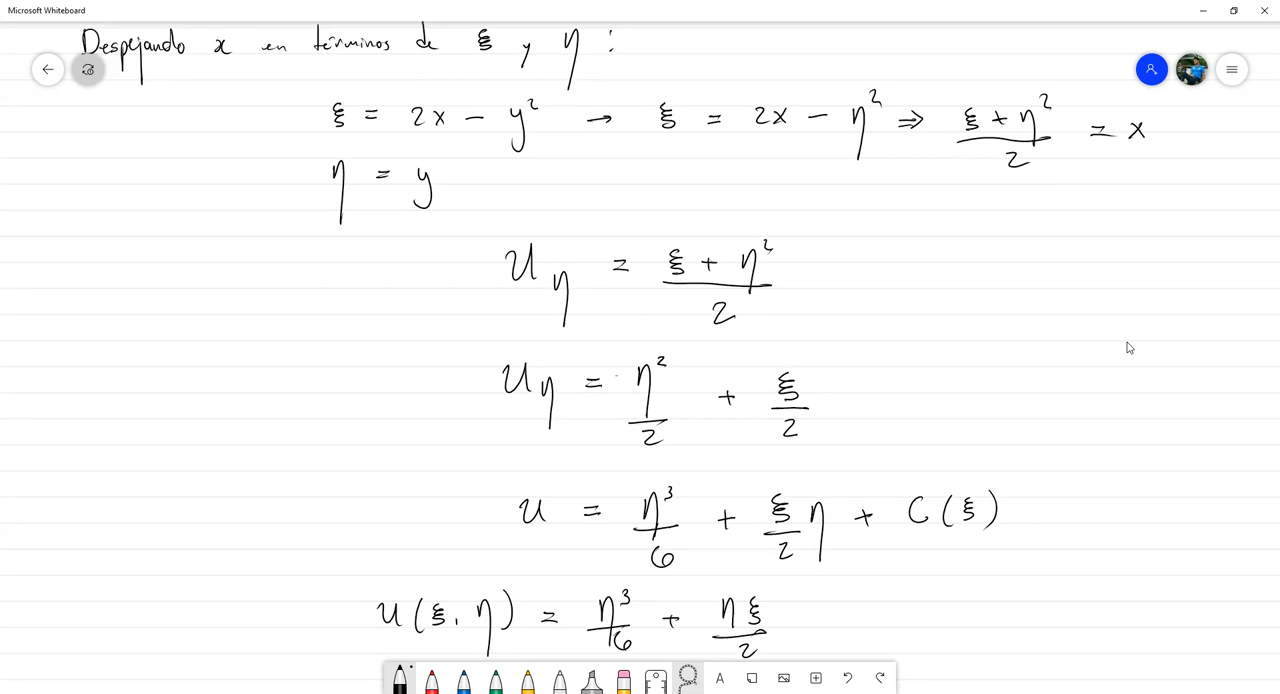 Microsoft Whiteboard
Despejando x en términos de ξ y η :
ξ = 2x - y² → ξ = 2x - η² ⇒ (ξ + η²)/2 = x
η = y
u_η = (ξ + η²)/2
u_η = η²/2 + ξ/2
u = η³/6 + ξ/2 η + C(ξ)
u(ξ, η) = η³/6 + ηξ/2
A